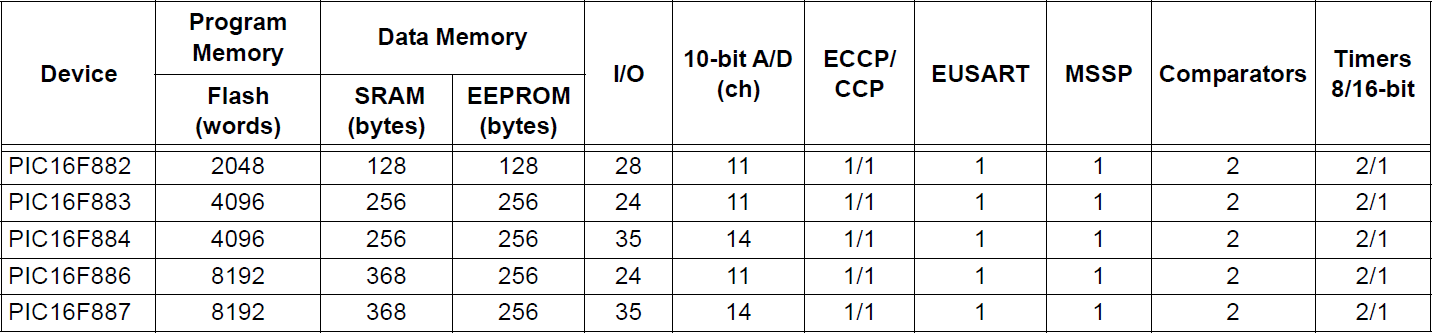 Device Program Memory Data Memory I/O 10-bit A/D (ch) ECCP/ CCP EUSART MSSP Comparators Timers 8/16-bit
Flash (words) SRAM (bytes) EEPROM (bytes)
PIC16F882 2048 128 128 28 11 1/1 1 1 2 2/1
PIC16F883 4096 256 256 24 11 1/1 1 1 2 2/1
PIC16F884 4096 256 256 35 14 1/1 1 1 2 2/1
PIC16F886 8192 368 256 24 11 1/1 1 1 2 2/1
PIC16F887 8192 368 256 35 14 1/1 1 1 2 2/1